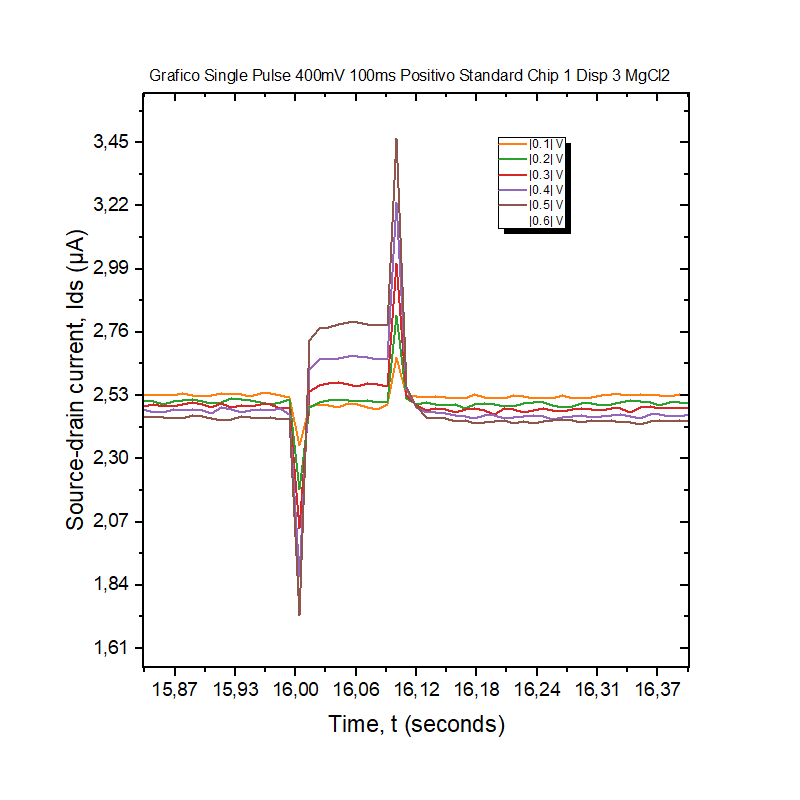 Grafico Single Pulse 400mV 100ms Positivo Standard Chip 1 Disp 3 MgCl2
|0.1| V
|0.2| V
|0.3| V
|0.4| V
|0.5| V
|0.6| V
3,45
3,22
2,99
2,76
2,53
2,30
2,07
1,84
1,61
Source-drain current, Ids (µA)
15,87 15,93 16,00 16,06 16,12 16,18 16,24 16,31 16,37
Time, t (seconds)